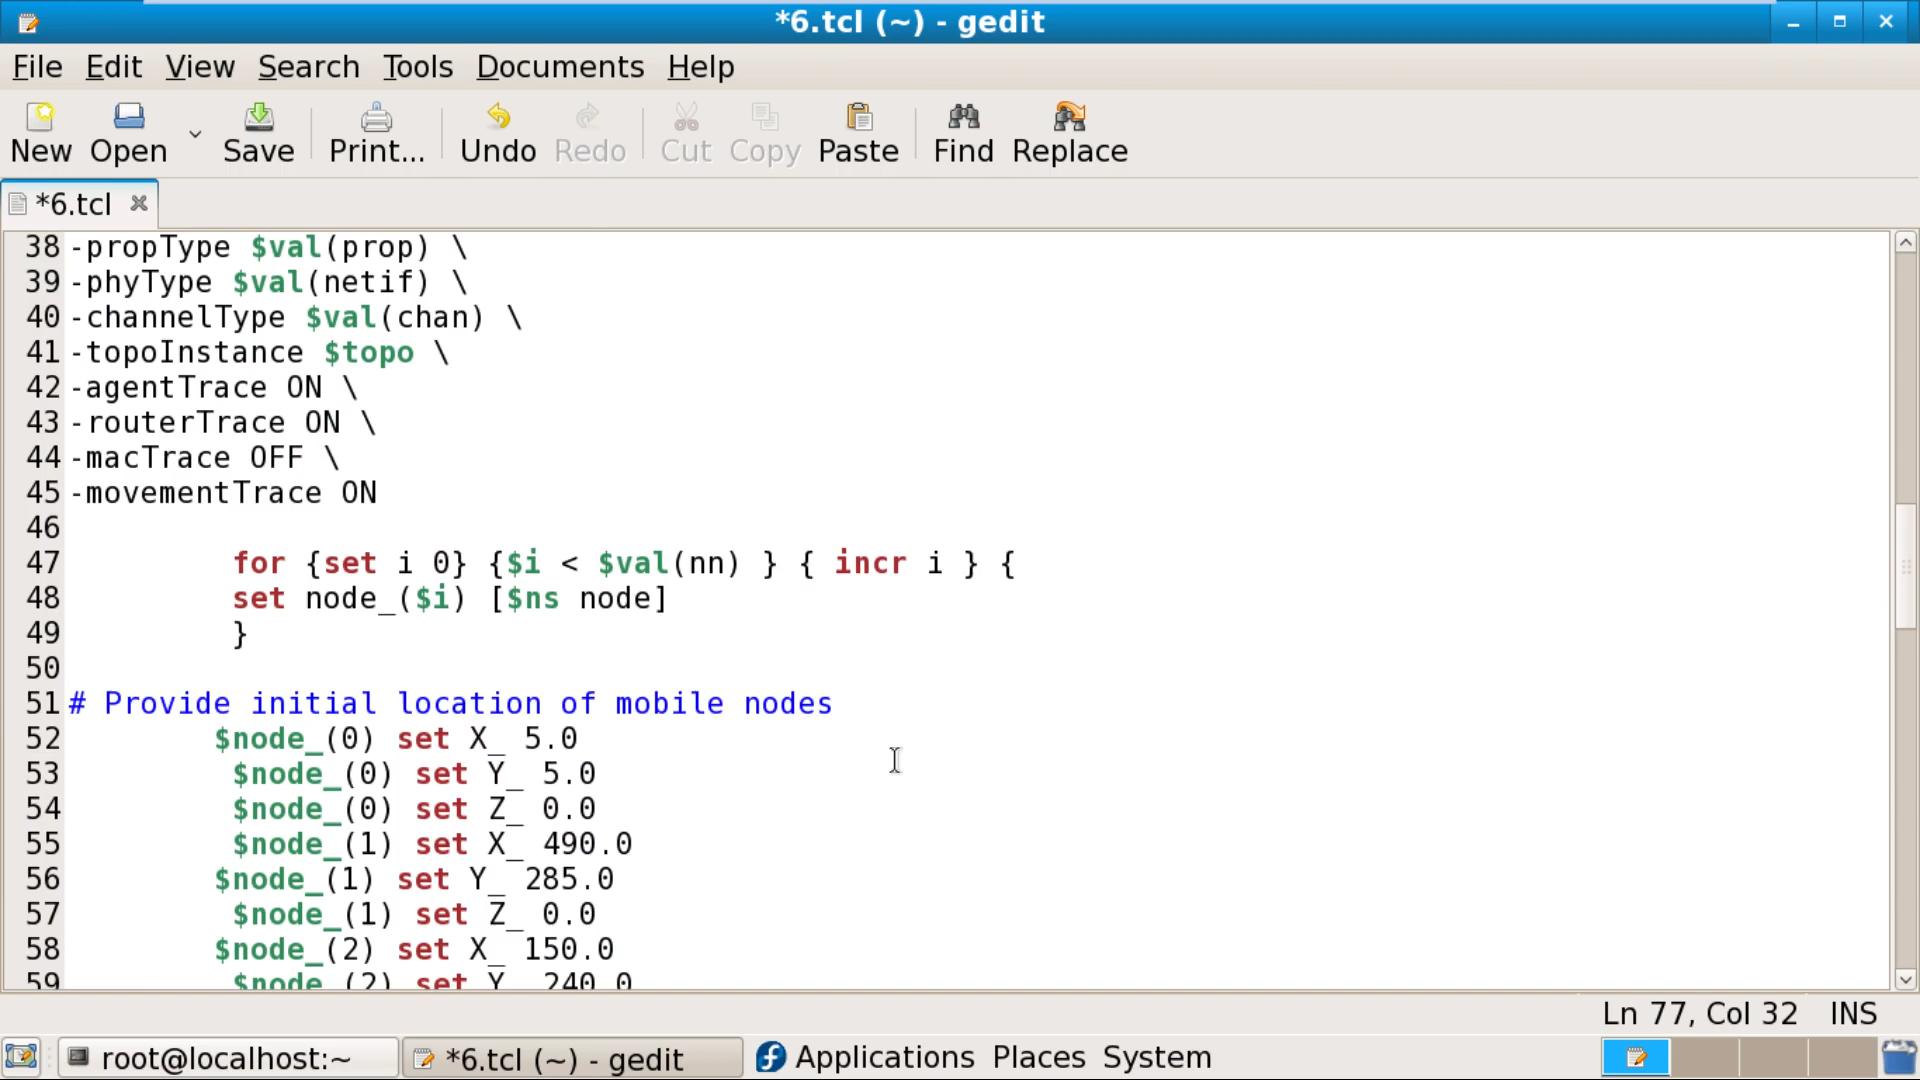 *6.tcl (~) - gedit
File Edit View Search Tools Documents Help
New Open Save Print... Undo Redo Cut Copy Paste Find Replace
*6.tcl
38 -propType $val(prop) \
39 -phyType $val(netif) \
40 -channelType $val(chan) \
41 -topoInstance $topo \
42 -agentTrace ON \
43 -routerTrace ON \
44 -macTrace OFF \
45 -movementTrace ON
46
47 for {set i 0} {$i < $val(nn) } { incr i } {
48 set node_($i) [$ns node]
49 }
50
51 # Provide initial location of mobile nodes
52 $node_(0) set X_ 5.0
53 $node_(0) set Y_ 5.0
54 $node_(0) set Z_ 0.0
55 $node_(1) set X_ 490.0
56 $node_(1) set Y_ 285.0
57 $node_(1) set Z_ 0.0
58 $node_(2) set X_ 150.0
59 $node_(2) set Y_ 240.0
Ln 77, Col 32 INS
root@localhost:~ *6.tcl (~) - gedit Applications Places System